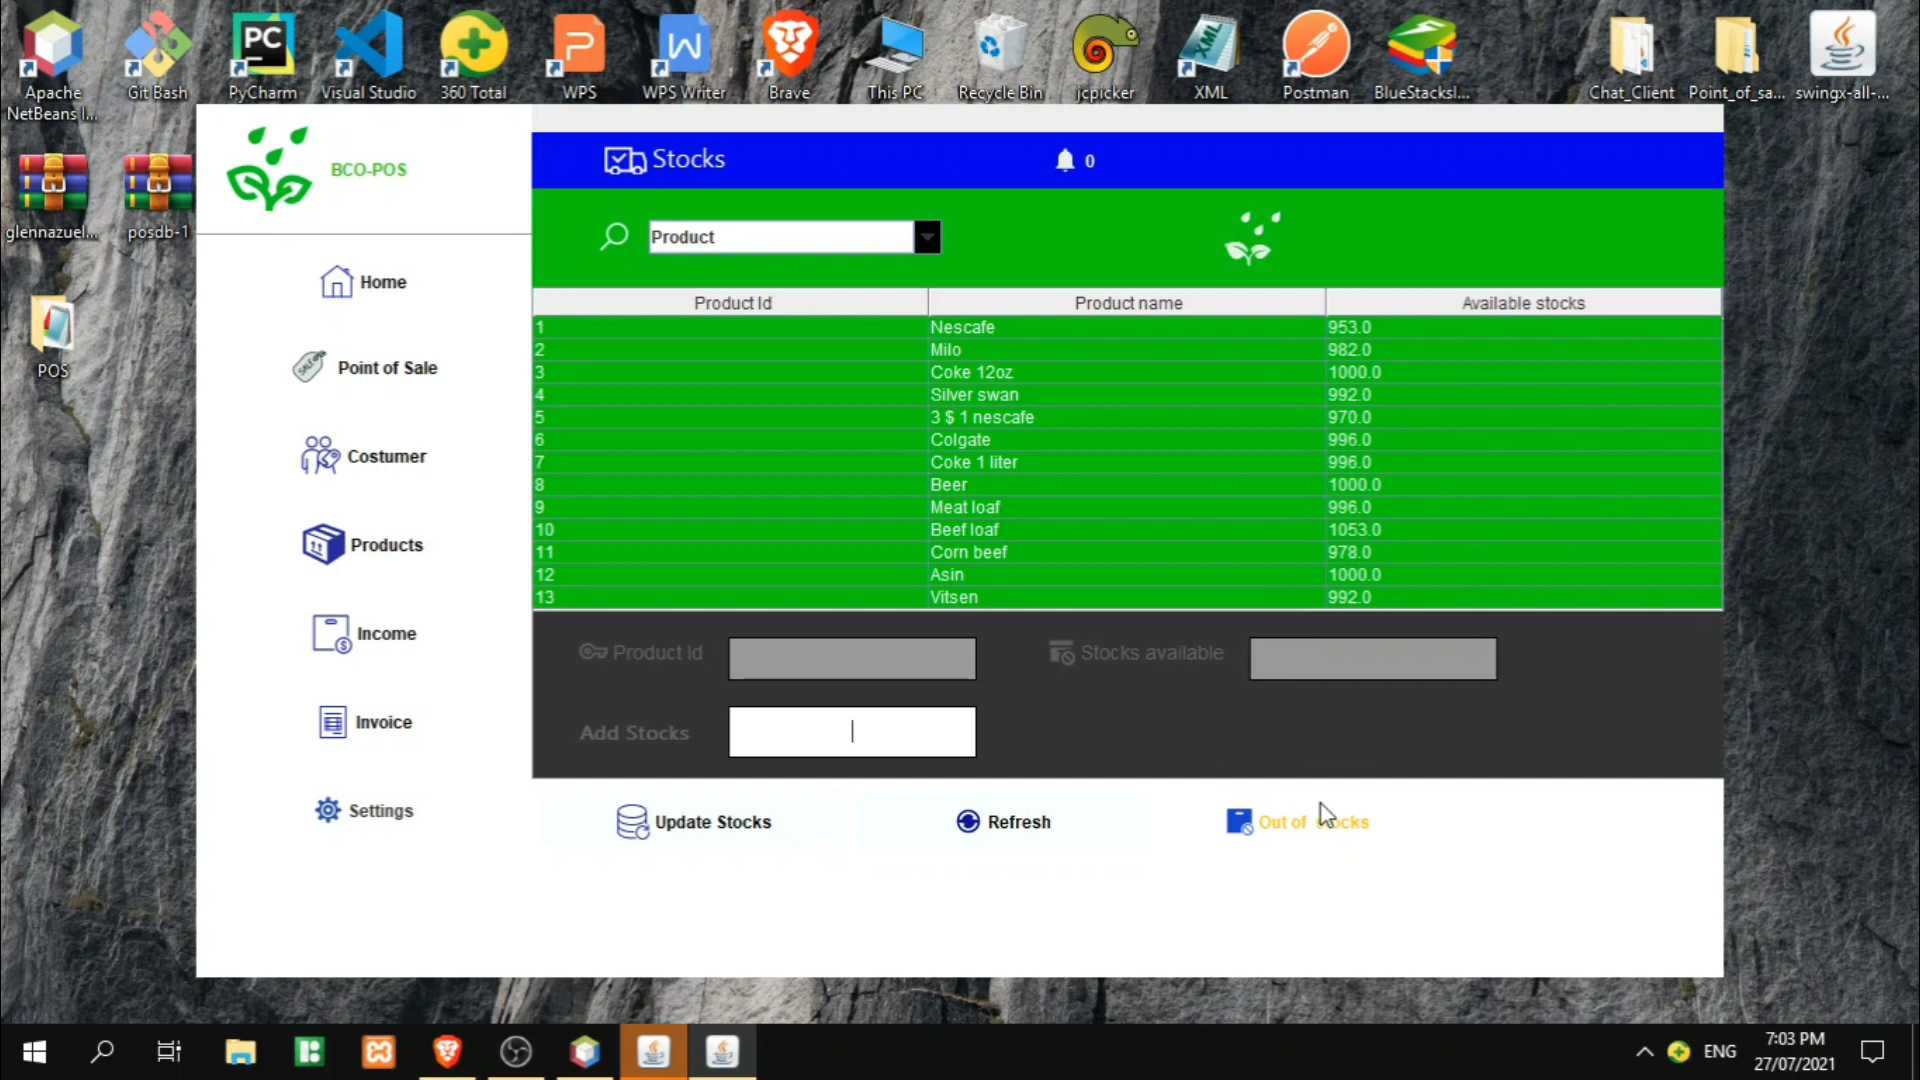 Apache
NetBeans I...
Git Bash
PyCharm
Visual Studio
360 Total
WPS
WPS Writer
Brave
This PC
Recycle Bin
jcpicker
XML
Postman
BlueStacksI...
Chat_Client
Point_of_sa...
swingx-all-...
glennazuel...
posdb-1
POS
BCO-POS
Home
Point of Sale
Costumer
Products
Income
Invoice
Settings
Stocks
0
Product
Product Id Product name Available stocks
1 Nescafe 953.0
2 Milo 982.0
3 Coke 12oz 1000.0
4 Silver swan 992.0
5 3 $ 1 nescafe 970.0
6 Colgate 996.0
7 Coke 1 liter 996.0
8 Beer 1000.0
9 Meat loaf 996.0
10 Beef loaf 1053.0
11 Corn beef 978.0
12 Asin 1000.0
13 Vitsen 992.0
Product Id
Stocks available
Add Stocks
Update Stocks
Refresh
Out of stocks
ENG
7:03 PM
27/07/2021